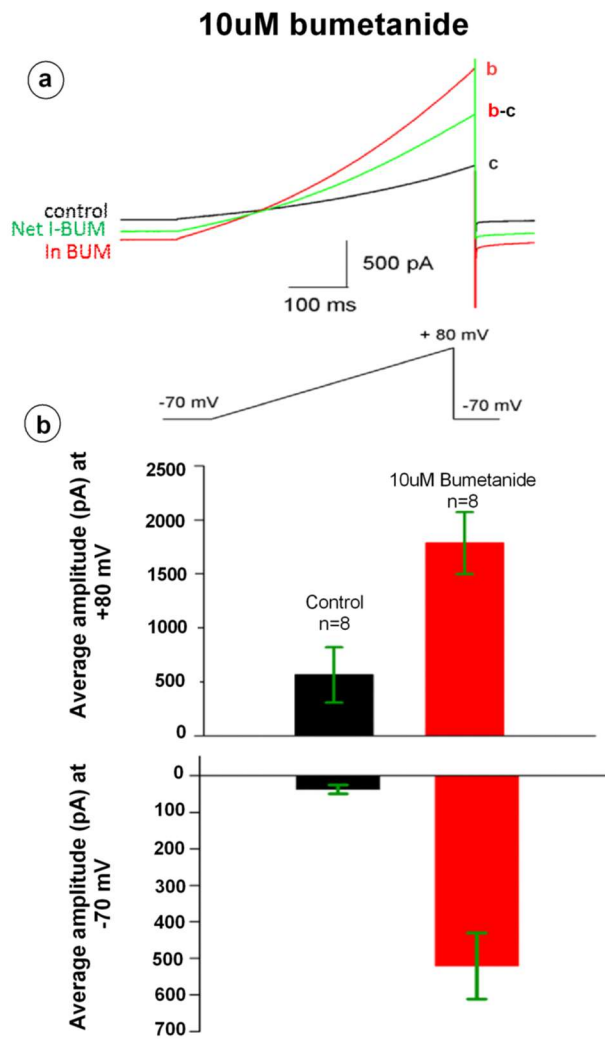 10uM bumetanide
a
b
b-c
c
control
Net I-BUM
In BUM
500 pA
100 ms
+ 80 mV
-70 mV
-70 mV
b
Average amplitude (pA) at
+80 mV
2500
2000
1500
1000
500
0
10uM Bumetanide
n=8
Control
n=8
Average amplitude (pA) at
-70 mV
0
100
200
300
400
500
600
700